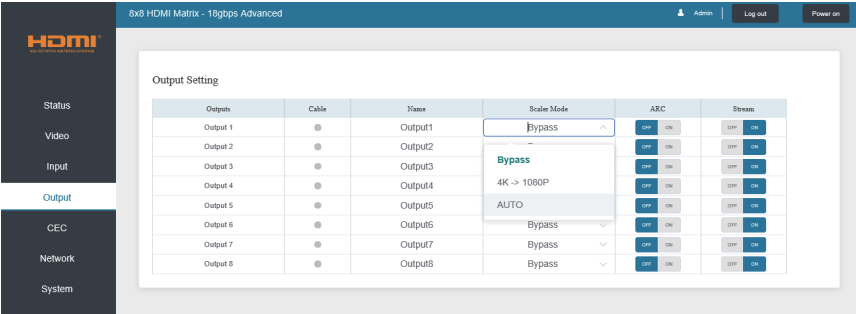 8x8 HDMI Matrix - 18gbps Advanced
Admin
Log out
Power on
HDMI
Status
Video
Input
Output
CEC
Network
System
Output Setting
Outputs Cable Name Scaler Mode ARC Stream
Output 1 Output1 Bypass OFF ON OFF ON
Output 2 Output2 OFF ON OFF ON
Output 3 Output3 OFF ON OFF ON
Output 4 Output4 OFF ON OFF ON
Output 5 Output5 OFF ON OFF ON
Output 6 Output6 Bypass OFF ON OFF ON
Output 7 Output7 Bypass OFF ON OFF ON
Output 8 Output8 Bypass OFF ON OFF ON
Bypass
4K -> 1080P
AUTO